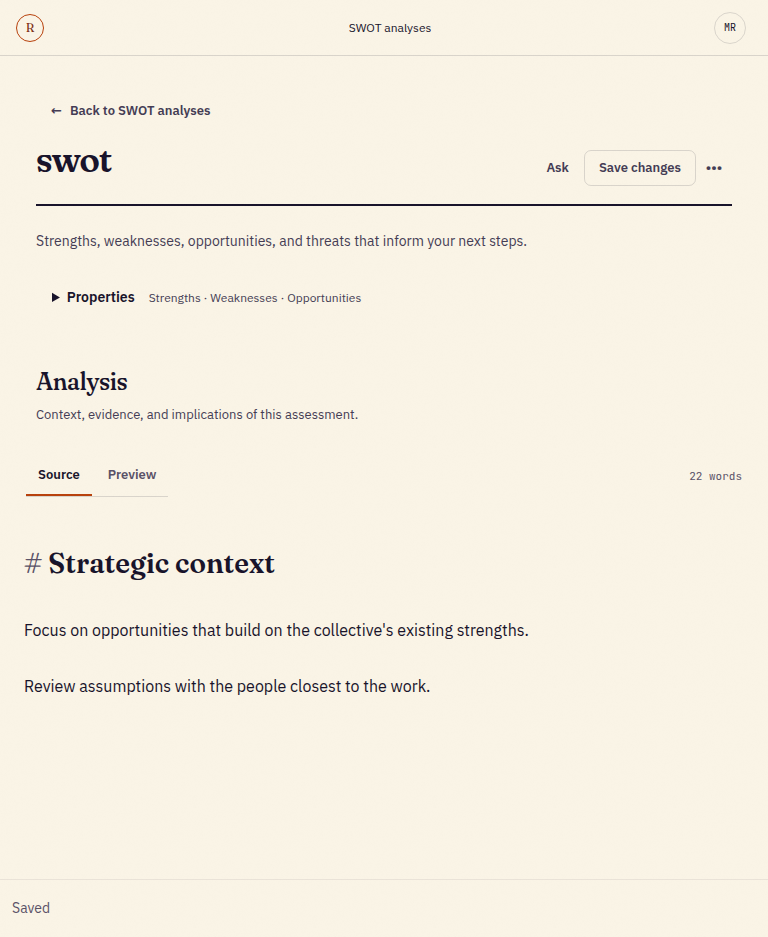 R
SWOT analyses
MR
← Back to SWOT analyses
swot
Ask
Save changes
•••
Strengths, weaknesses, opportunities, and threats that inform your next steps.
▶ Properties Strengths · Weaknesses · Opportunities
Analysis
Context, evidence, and implications of this assessment.
Source
Preview
22 words
# Strategic context
Focus on opportunities that build on the collective's existing strengths.
Review assumptions with the people closest to the work.
Saved